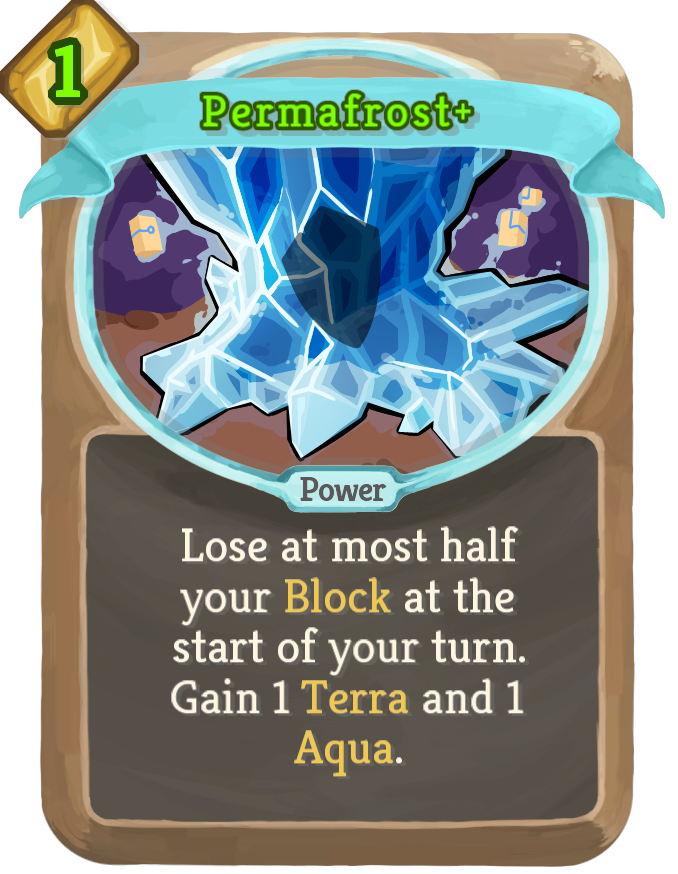 1
Permafrost+
Power
Lose at most half
your Block at the
start of your turn.
Gain 1 Terra and 1
Aqua.